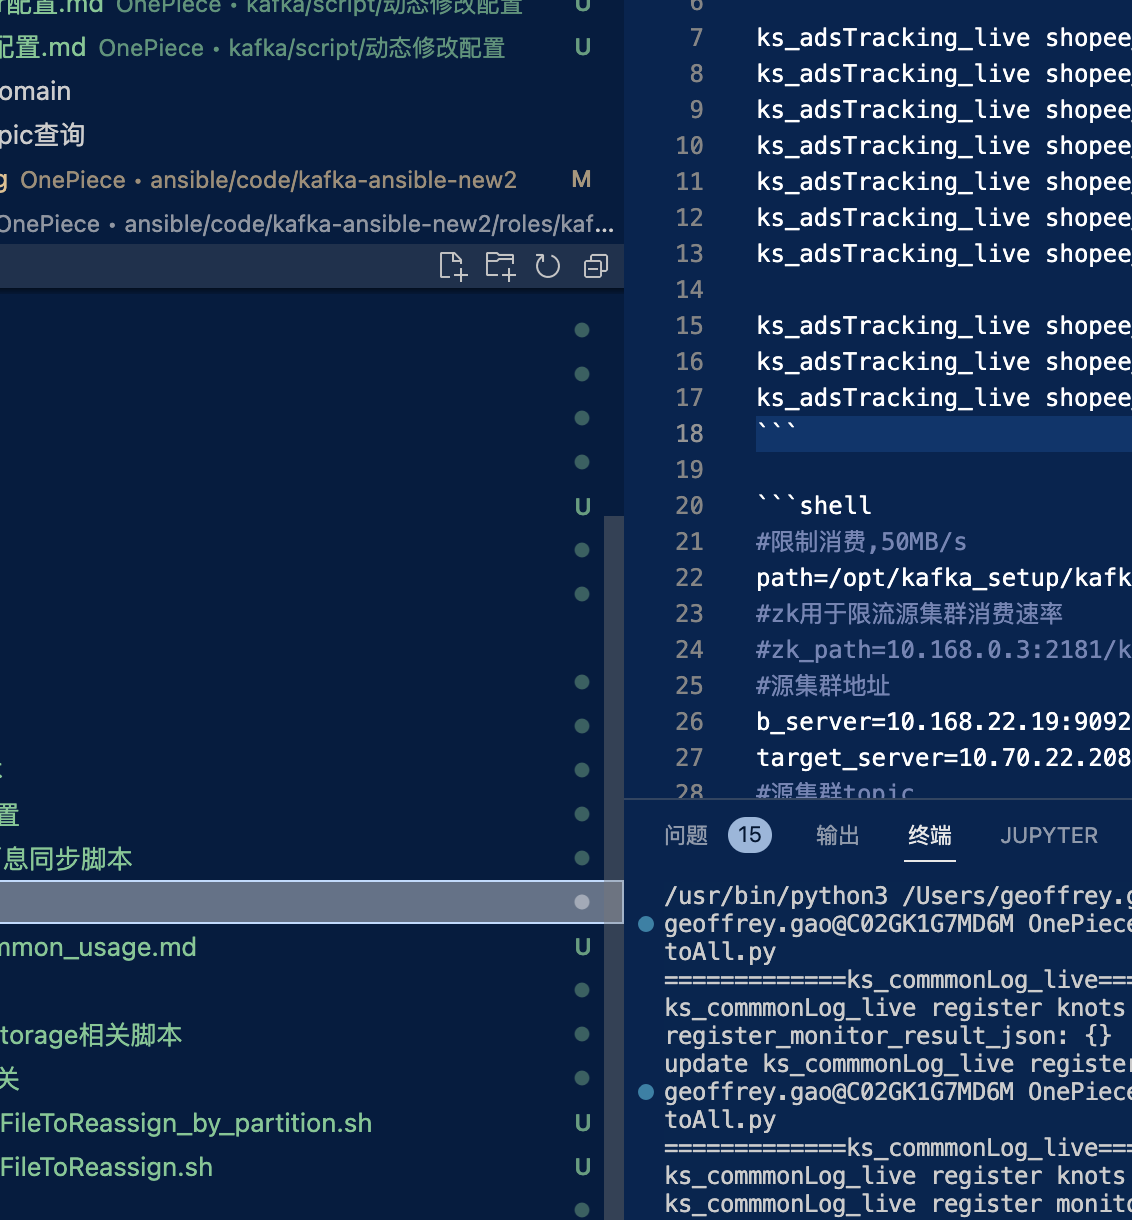 r配置.md OnePiece • kafka/script/动态修改配置 U
配置.md OnePiece • kafka/script/动态修改配置 U
omain
pic查询
g OnePiece • ansible/code/kafka-ansible-new2 M
OnePiece • ansible/code/kafka-ansible-new2/roles/kaf...
U
置
息同步脚本
mmon_usage.md U
torage相关脚本
关
FileToReassign_by_partition.sh U
FileToReassign.sh U
6
7 ks_adsTracking_live shopee
8 ks_adsTracking_live shopee
9 ks_adsTracking_live shopee
10 ks_adsTracking_live shopee
11 ks_adsTracking_live shopee
12 ks_adsTracking_live shopee
13 ks_adsTracking_live shopee
14
15 ks_adsTracking_live shopee
16 ks_adsTracking_live shopee
17 ks_adsTracking_live shopee
18 ```
19
20 ```shell
21 #限制消费,50MB/s
22 path=/opt/kafka_setup/kafk
23 #zk用于限流源集群消费速率
24 #zk_path=10.168.0.3:2181/k
25 #源集群地址
26 b_server=10.168.22.19:9092
27 target_server=10.70.22.208
28 #源集群topic
问题 15 输出 终端 JUPYTER
/usr/bin/python3 /Users/geoffrey.g
geoffrey.gao@C02GK1G7MD6M OnePiece
toAll.py
=============ks_commmonLog_live===
ks_commmonLog_live register knots
register_monitor_result_json: {}
update ks_commmonLog_live register
geoffrey.gao@C02GK1G7MD6M OnePiece
toAll.py
=============ks_commmonLog_live===
ks_commmonLog_live register knots
ks_commmonLog_live register monito